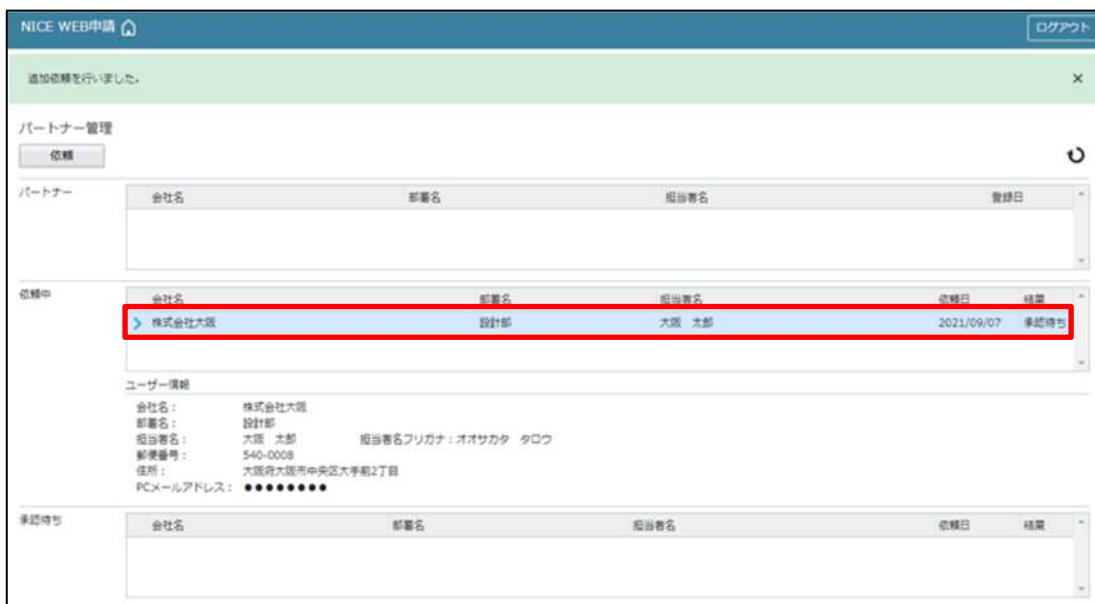 NICE WEB申請 ログアウト
追加依頼を行いました。 ×
パートナー管理
依頼
パートナー 会社名 部署名 担当者名 登録日
依頼中 会社名 部署名 担当者名 依頼日 結果
株式会社大阪 設計部 大阪 太郎 2021/09/07 承認待ち
ユーザー情報
会社名： 株式会社大阪
部署名： 設計部
担当者名： 大阪 太郎 担当者名フリガナ：オオサカタ タロウ
郵便番号： 540-0008
住所： 大阪府大阪市中央区大手前2丁目
PCメールアドレス： ●●●●●●●●
承認待ち 会社名 部署名 担当者名 依頼日 結果